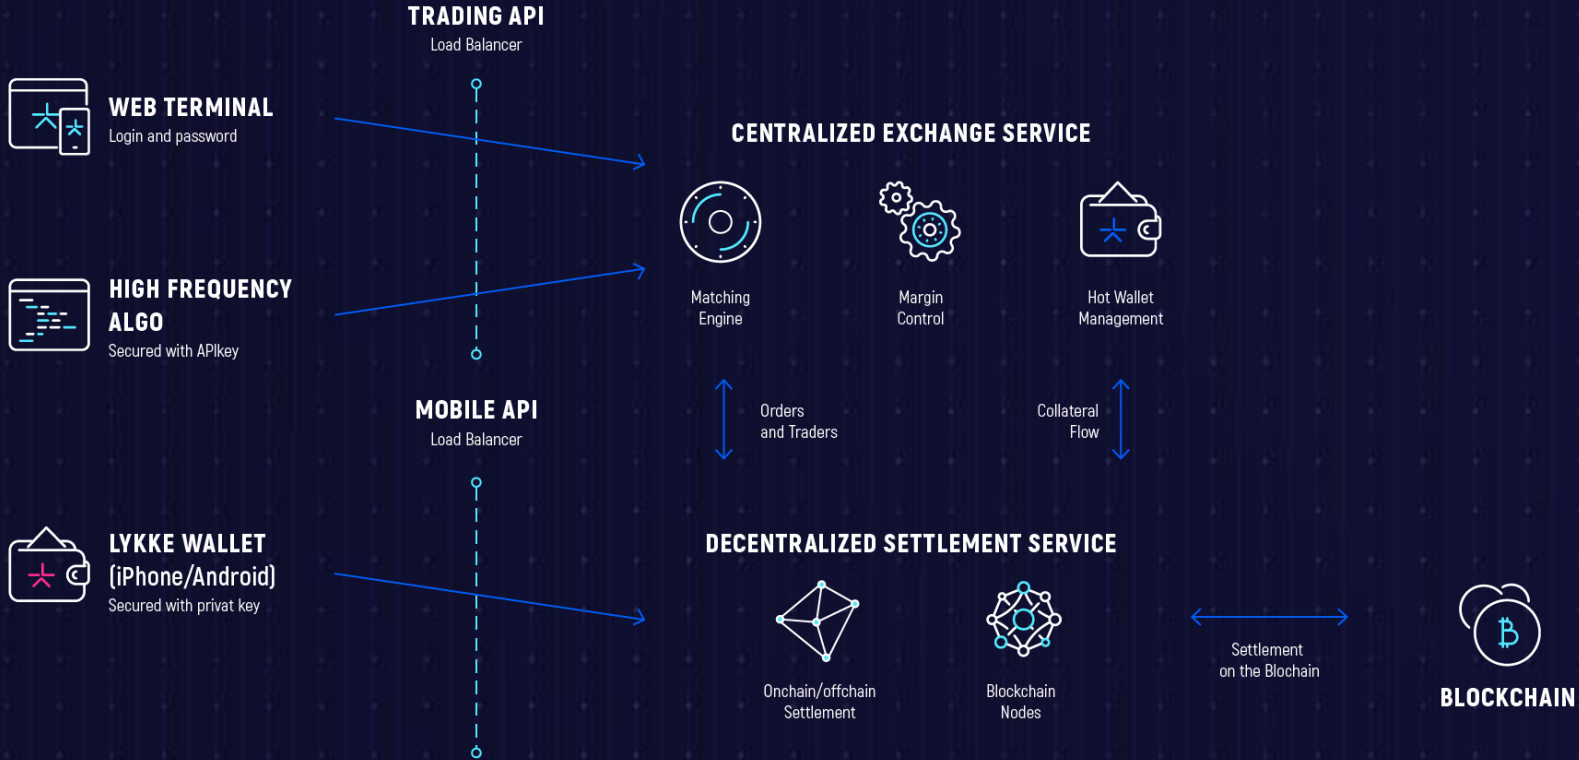 TRADING API
Load Balancer
WEB TERMINAL
Login and password
HIGH FREQUENCY
ALGO
Secured with APIkey
MOBILE API
Load Balancer
LYKKE WALLET
(iPhone/Android)
Secured with privat key
CENTRALIZED EXCHANGE SERVICE
Matching
Engine
Margin
Control
Hot Wallet
Management
Orders
and Traders
Collateral
Flow
DECENTRALIZED SETTLEMENT SERVICE
Onchain/offchain
Settlement
Blockchain
Nodes
Settlement
on the Blochain
BLOCKCHAIN